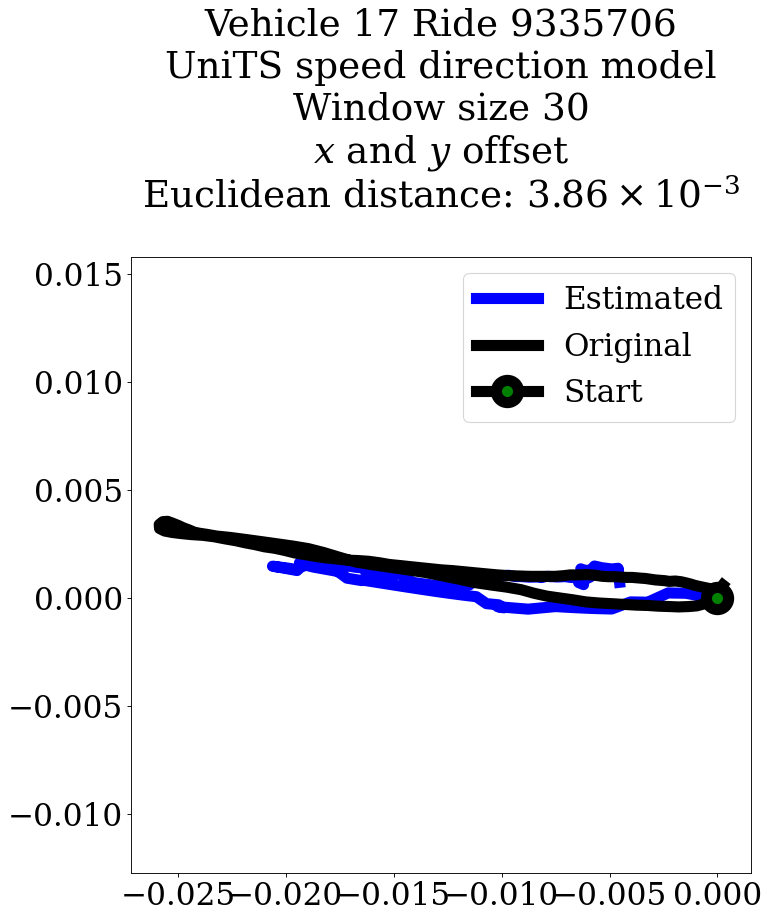 Vehicle 17 Ride 9335706
UniTS speed direction model
Window size 30
x and y offset
Euclidean distance: 3.86 × 10⁻³
Estimated
Original
Start
0.015
0.010
0.005
0.000
−0.005
−0.010
−0.025 −0.020 −0.015 −0.010 −0.005 0.000